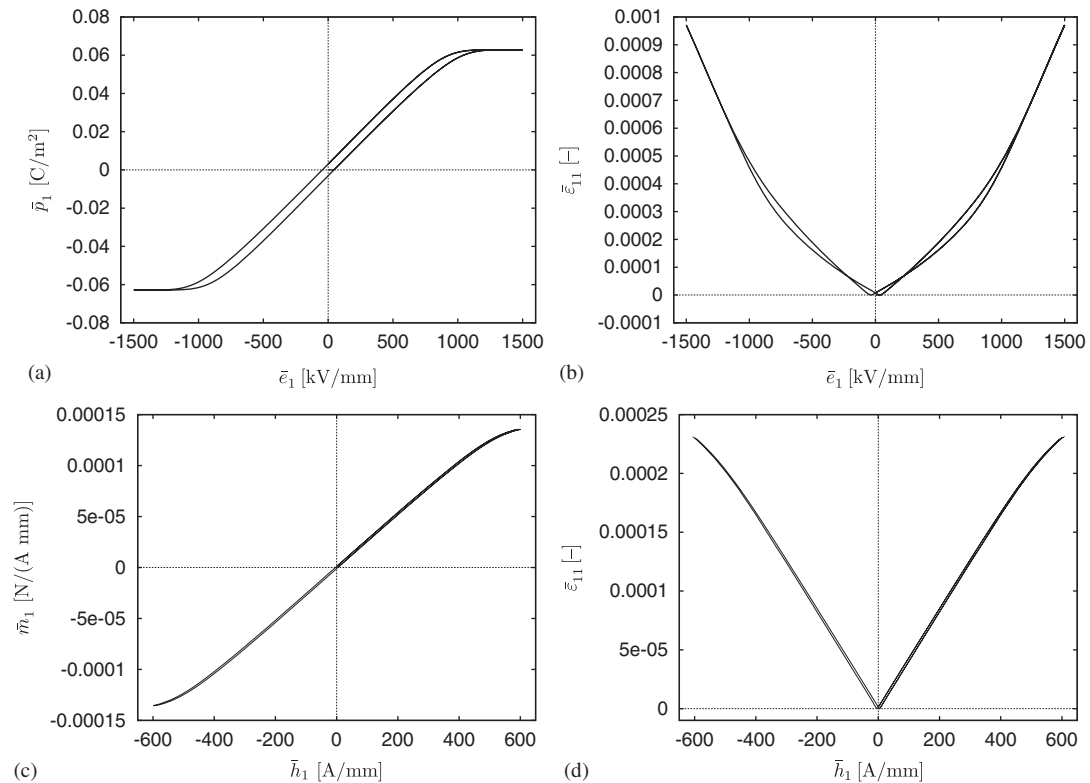 0.08
0.06
0.04
0.02
0
-0.02
-0.04
-0.06
-0.08
p̄₁ [C/m²]
-1500 -1000 -500 0 500 1000 1500
(a) ē₁ [kV/mm]
0.001
0.0009
0.0008
0.0007
0.0006
0.0005
0.0004
0.0003
0.0002
0.0001
0
-0.0001
ε̄₁₁ [−]
-1500 -1000 -500 0 500 1000 1500
(b) ē₁ [kV/mm]
0.00015
0.0001
5e-05
0
-5e-05
-0.0001
-0.00015
m̄₁ [N/(A mm)]
-600 -400 -200 0 200 400 600
(c) h̄₁ [A/mm]
0.00025
0.0002
0.00015
0.0001
5e-05
0
ε̄₁₁ [−]
-600 -400 -200 0 200 400 600
(d) h̄₁ [A/mm]